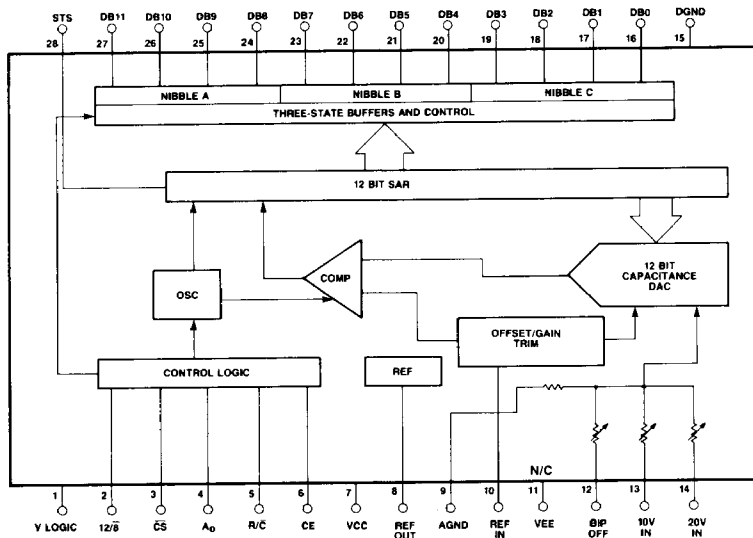 STS DB11 DB10 DB9 DB8 DB7 DB6 DB5 DB4 DB3 DB2 DB1 DB0 DGND
28 27 26 25 24 23 22 21 20 19 18 17 16 15
NIBBLE A NIBBLE B NIBBLE C
THREE-STATE BUFFERS AND CONTROL
12 BIT SAR
COMP
12 BIT
CAPACITANCE
DAC
OSC
OFFSET/GAIN
TRIM
CONTROL LOGIC
REF
N/C
1 2 3 4 5 6 7 8 9 10 11 12 13 14
V LOGIC 12/8̅ C̅S̅ A₀ R/C̅ CE VCC REF OUT AGND REF IN VEE BIP OFF 10V IN 20V IN